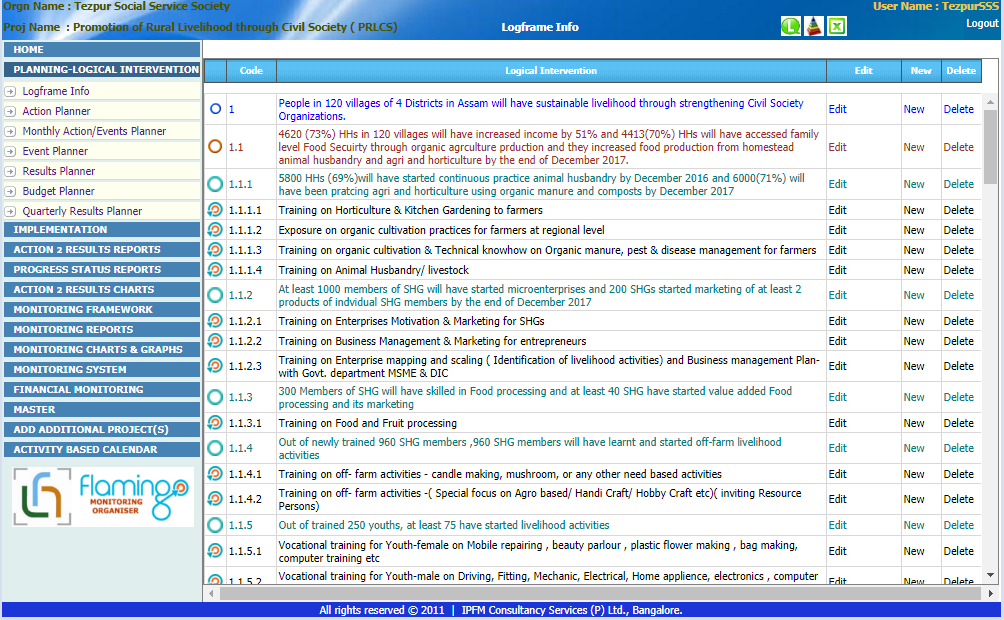 Orgn Name : Tezpur Social Service Society
User Name : TezpurSSS
Proj Name : Promotion of Rural Livelihood through Civil Society ( PRLCS)
Logframe Info
L
X
Logout
HOME
PLANNING-LOGICAL INTERVENTION
Logframe Info
Action Planner
Monthly Action/Events Planner
Event Planner
Results Planner
Budget Planner
Quarterly Results Planner
IMPLEMENTATION
ACTION 2 RESULTS REPORTS
PROGRESS STATUS REPORTS
ACTION 2 RESULTS CHARTS
MONITORING FRAMEWORK
MONITORING REPORTS
MONITORING CHARTS & GRAPHS
MONITORING SYSTEM
FINANCIAL MONITORING
MASTER
ADD ADDITIONAL PROJECT(S)
ACTIVITY BASED CALENDAR
flamingo
MONITORING
ORGANISER
Code Logical Intervention Edit New Delete
1 People in 120 villages of 4 Districts in Assam will have sustainable livelihood through strengthening Civil Society Edit New Delete
Organizations.
4620 (73%) HHs in 120 villages will have increased income by 51% and 4413(70%) HHs will have accessed family
1.1 level Food Secuirty through organic agrculture prduction and they increased food production from homestead Edit New Delete
animal husbandry and agri and horticulture by the end of December 2017.
1.1.1 5800 HHs (69%)will have started continuous practice animal husbandry by December 2016 and 6000(71%) will Edit New Delete
have been pratcing agri and horticulture using organic manure and composts by December 2017
1.1.1.1 Training on Horticulture & Kitchen Gardening to farmers Edit New Delete
1.1.1.2 Exposure on organic cultivation practices for farmers at regional level Edit New Delete
1.1.1.3 Training on organic cultivation & Technical knowhow on Organic manure, pest & disease management for farmers Edit New Delete
1.1.1.4 Training on Animal Husbandry/ livestock Edit New Delete
1.1.2 At least 1000 members of SHG will have started microenterprises and 200 SHGs started marketing of at least 2 Edit New Delete
products of indvidual SHG members by the end of December 2017
1.1.2.1 Training on Enterprises Motivation & Marketing for SHGs Edit New Delete
1.1.2.2 Training on Business Management & Marketing for entrepreneurs Edit New Delete
1.1.2.3 Training on Enterprise mapping and scaling ( Identification of livelihood activities) and Business management Plan- Edit New Delete
with Govt. department MSME & DIC
1.1.3 300 Members of SHG will have skilled in Food processing and at least 40 SHG have started value added Food Edit New Delete
processing and its marketing
1.1.3.1 Training on Food and Fruit processing Edit New Delete
1.1.4 Out of newly trained 960 SHG members ,960 SHG members will have learnt and started off-farm livelihood Edit New Delete
activities
1.1.4.1 Training on off- farm activities - candle making, mushroom, or any other need based activities Edit New Delete
1.1.4.2 Training on off- farm activities -( Special focus on Agro based/ Handi Craft/ Hobby Craft etc)( inviting Resource Edit New Delete
Persons)
1.1.5 Out of trained 250 youths, at least 75 have started livelihood activities Edit New Delete
1.1.5.1 Vocational training for Youth-female on Mobile repairing , beauty parlour , plastic flower making , bag making, Edit New Delete
computer training etc
1.1.5.2 Vocational training for Youth-male on Driving, Fitting, Mechanic, Electrical, Home applience, electronics , computer Edit New Delete
All rights reserved © 2011 | IPFM Consultancy Services (P) Ltd., Bangalore.